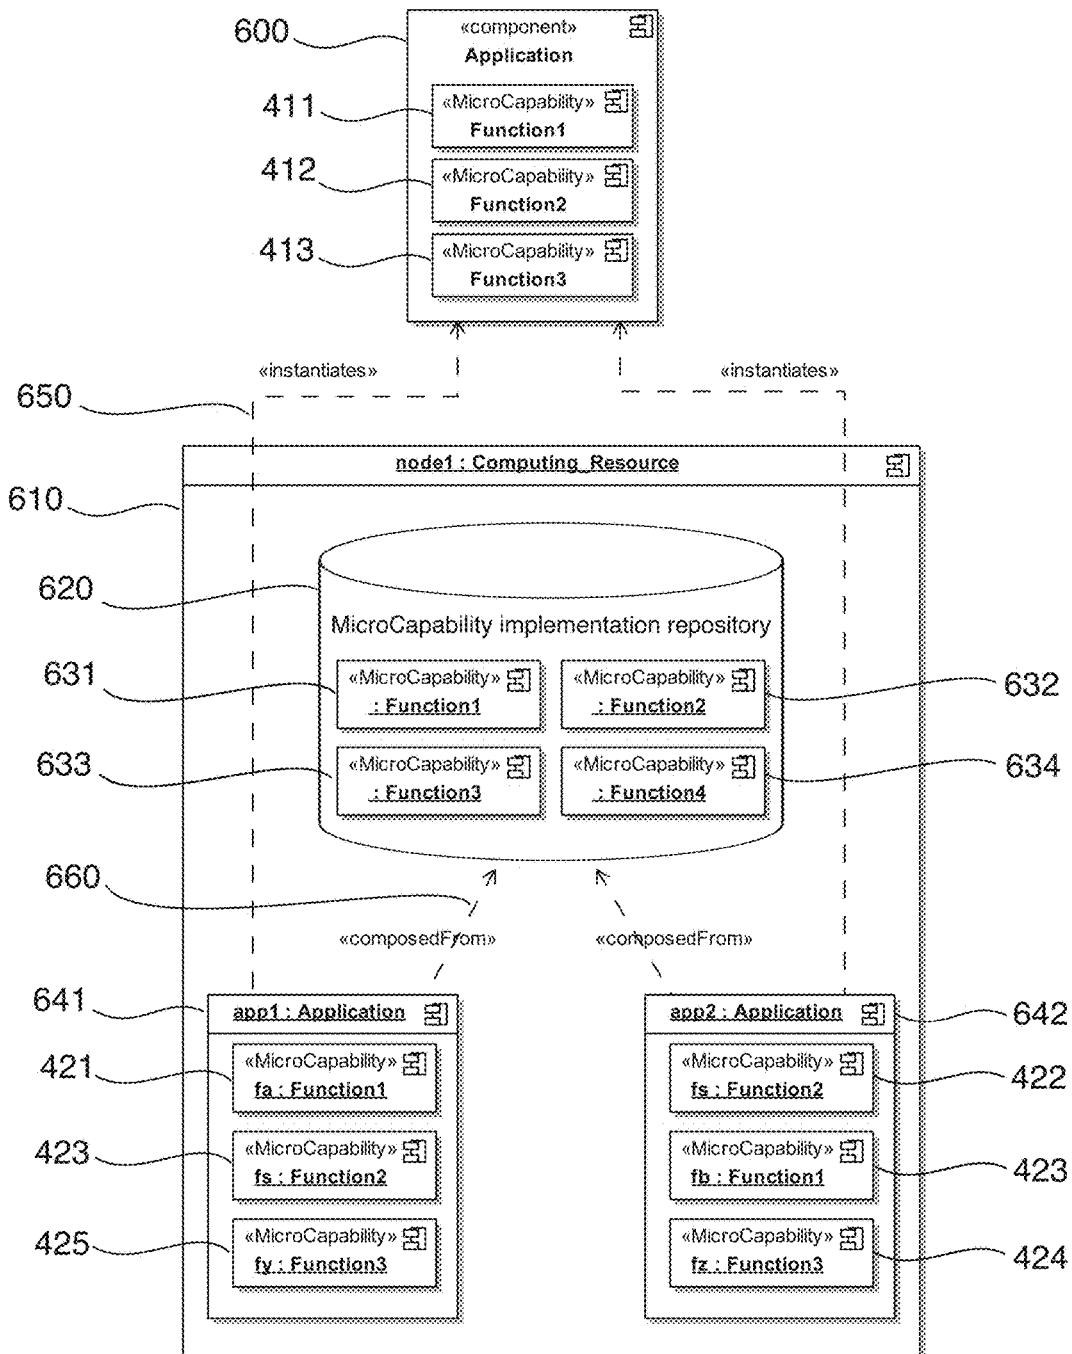 600
«component»
Application
411
«MicroCapability»
Function1
412
«MicroCapability»
Function2
413
«MicroCapability»
Function3
«instantiates»
«instantiates»
650
node1 : Computing_Resource
610
620
MicroCapability implementation repository
631
«MicroCapability»
: Function1
«MicroCapability»
: Function2
632
633
«MicroCapability»
: Function3
«MicroCapability»
: Function4
634
660
«composedFrom»
«composedFrom»
641
app1 : Application
app2 : Application
642
421
«MicroCapability»
fa : Function1
«MicroCapability»
fs : Function2
422
423
«MicroCapability»
fs : Function2
«MicroCapability»
fb : Function1
423
425
«MicroCapability»
fy : Function3
«MicroCapability»
fz : Function3
424